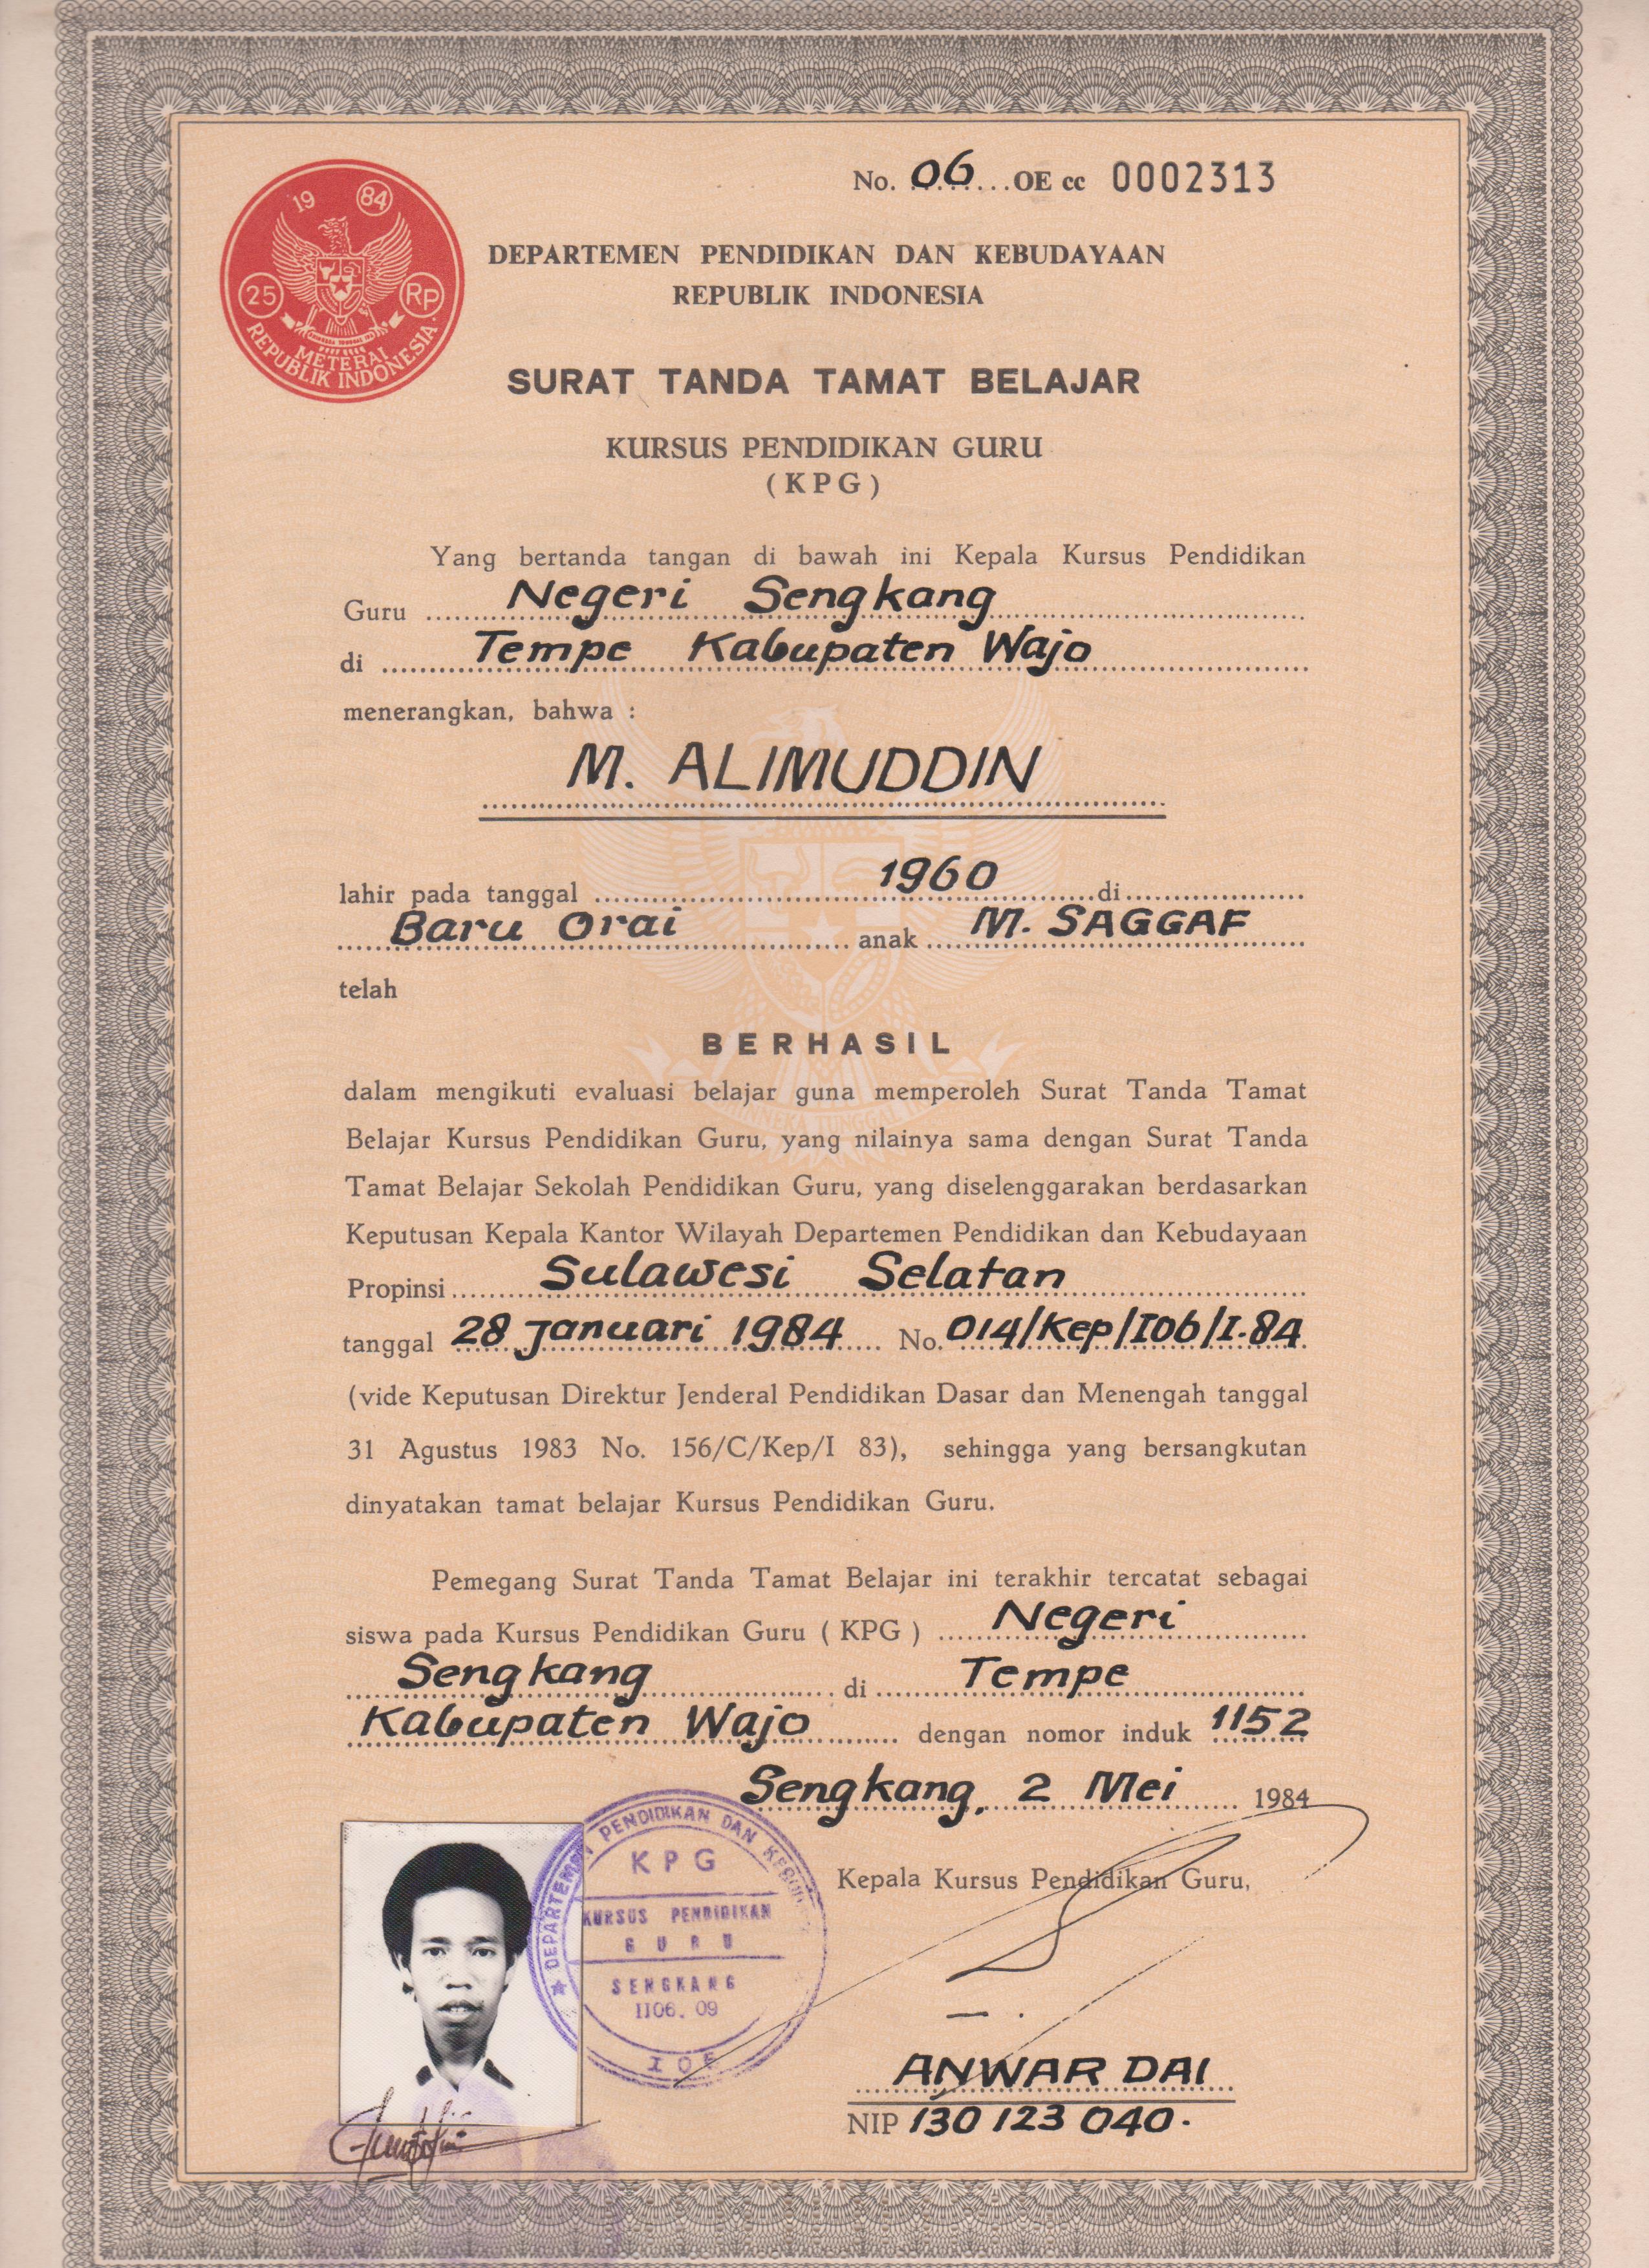 No. 06 OE cc 0002313
19 84
25 Rp
METERAI
REPUBLIK INDONESIA
DEPARTEMEN PENDIDIKAN DAN KEBUDAYAAN
REPUBLIK INDONESIA
SURAT TANDA TAMAT BELAJAR
KURSUS PENDIDIKAN GURU
(KPG)
Yang bertanda tangan di bawah ini Kepala Kursus Pendidikan
Guru Negeri Sengkang
di Tempe Kabupaten Wajo
menerangkan, bahwa :
M. ALIMUDDIN
lahir pada tanggal 1960 di
Baru Orai anak M. SAGGAF
telah
BERHASIL
dalam mengikuti evaluasi belajar guna memperoleh Surat Tanda Tamat
Belajar Kursus Pendidikan Guru, yang nilainya sama dengan Surat Tanda
Tamat Belajar Sekolah Pendidikan Guru, yang diselenggarakan berdasarkan
Keputusan Kepala Kantor Wilayah Departemen Pendidikan dan Kebudayaan
Propinsi Sulawesi Selatan
tanggal 28 Januari 1984 No. 014/Kep/I06/I.84
(vide Keputusan Direktur Jenderal Pendidikan Dasar dan Menengah tanggal
31 Agustus 1983 No. 156/C/Kep/I 83), sehingga yang bersangkutan
dinyatakan tamat belajar Kursus Pendidikan Guru.
Pemegang Surat Tanda Tamat Belajar ini terakhir tercatat sebagai
siswa pada Kursus Pendidikan Guru ( KPG ) Negeri
Sengkang di Tempe
Kabupaten Wajo dengan nomor induk 1152
Sengkang, 2 Mei 1984
Kepala Kursus Pendidikan Guru,
DEPARTEMEN PENDIDIKAN DAN
KPG
KURSUS PENDIDIKAN
GURU
SENGKANG
1106. 09
ANWAR DAI
NIP 130 123 040.